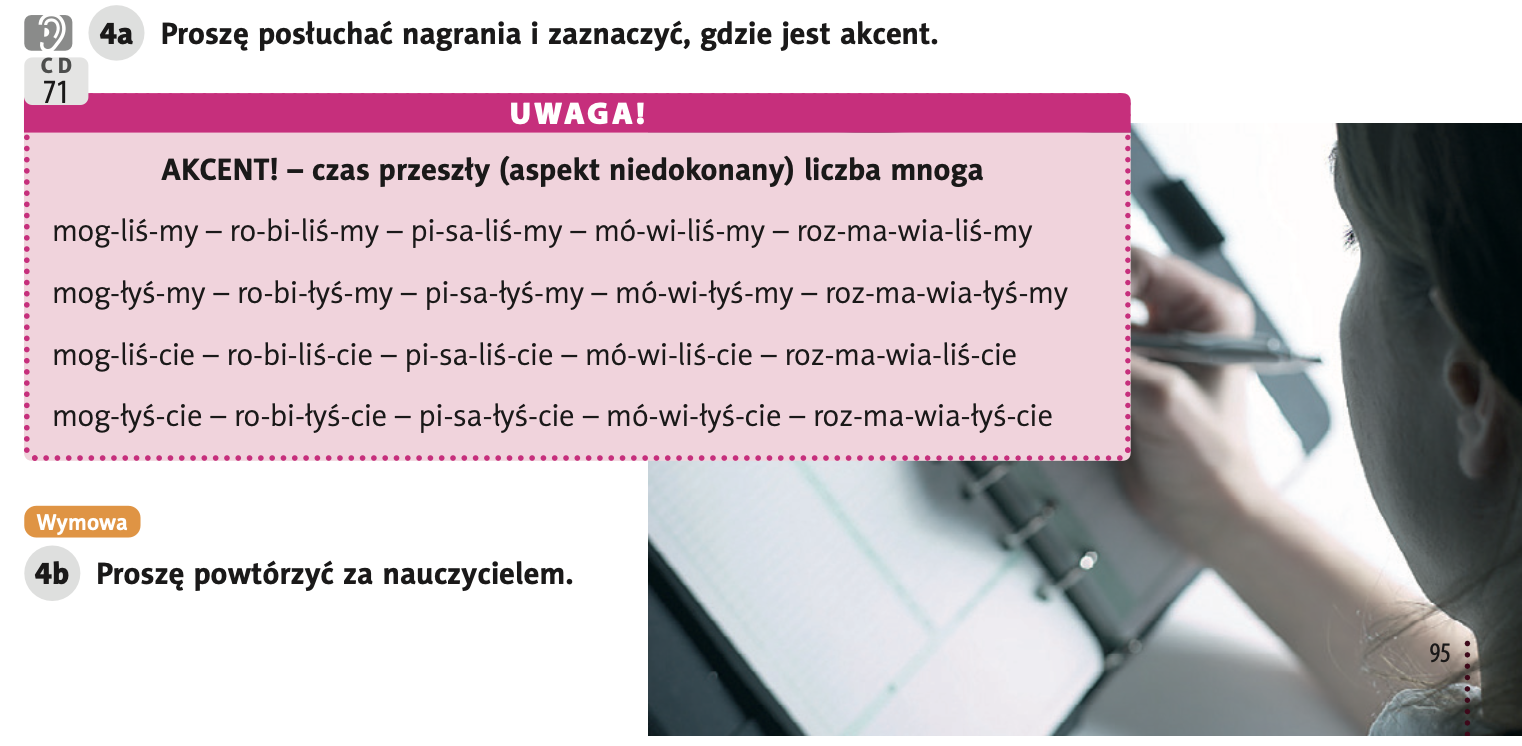 4a Proszę posłuchać nagrania i zaznaczyć, gdzie jest akcent.
CD
71
UWAGA!
AKCENT! – czas przeszły (aspekt niedokonany) liczba mnoga
mog-liś-my – ro-bi-liś-my – pi-sa-liś-my – mó-wi-liś-my – roz-ma-wia-liś-my
mog-łyś-my – ro-bi-łyś-my – pi-sa-łyś-my – mó-wi-łyś-my – roz-ma-wia-łyś-my
mog-liś-cie – ro-bi-liś-cie – pi-sa-liś-cie – mó-wi-liś-cie – roz-ma-wia-liś-cie
mog-łyś-cie – ro-bi-łyś-cie – pi-sa-łyś-cie – mó-wi-łyś-cie – roz-ma-wia-łyś-cie
Wymowa
4b Proszę powtórzyć za nauczycielem.
95